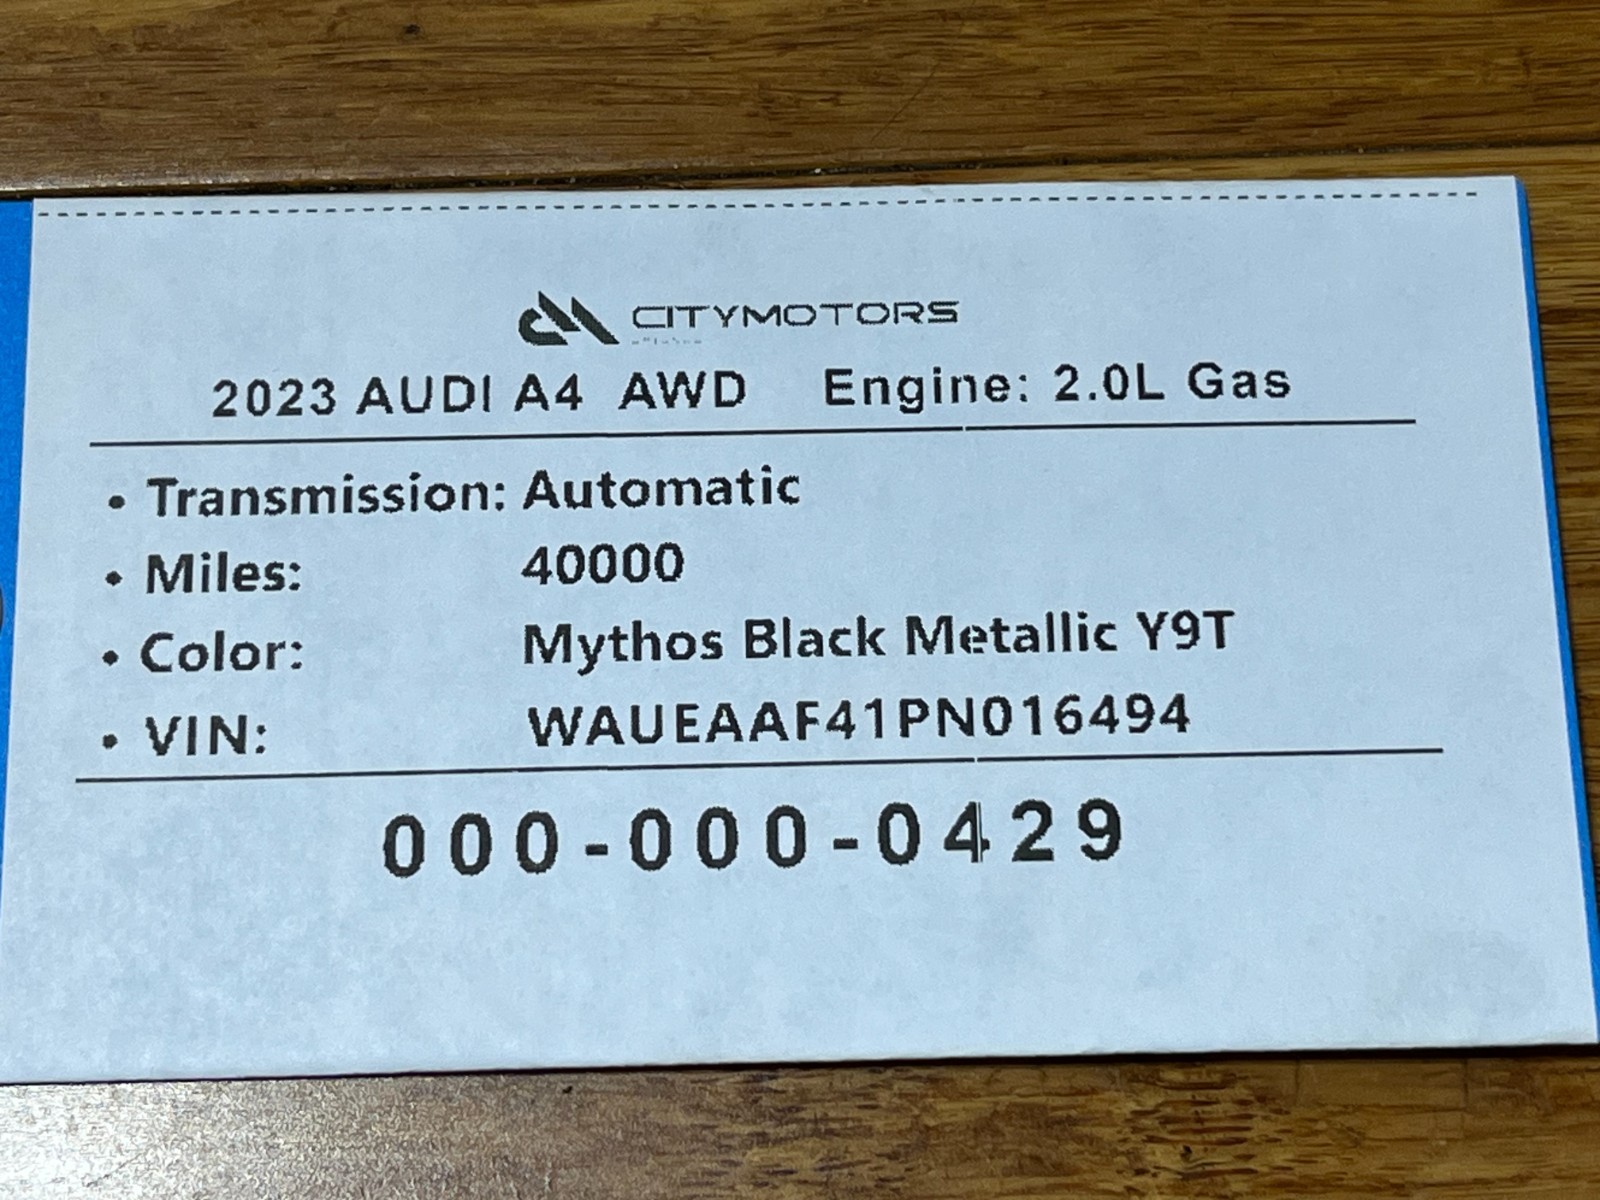 CITYMOTORS
2023 AUDI A4 AWD Engine: 2.0L Gas
• Transmission: Automatic
• Miles: 40000
• Color: Mythos Black Metallic Y9T
• VIN: WAUEAAF41PN016494
000-000-0429